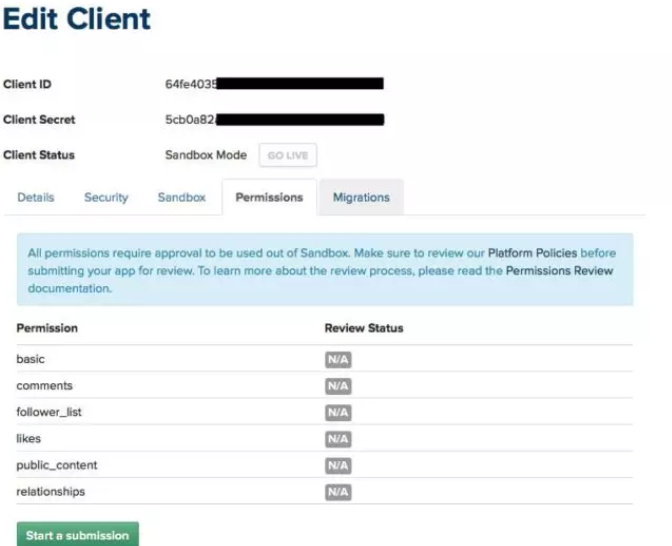 Edit Client
Client ID 64fe4035
Client Secret 5cb0a82
Client Status Sandbox Mode GO LIVE
Details Security Sandbox Permissions Migrations
All permissions require approval to be used out of Sandbox. Make sure to review our Platform Policies before
submitting your app for review. To learn more about the review process, please read the Permissions Review
documentation.
Permission Review Status
basic N/A
comments N/A
follower_list N/A
likes N/A
public_content N/A
relationships N/A
Start a submission